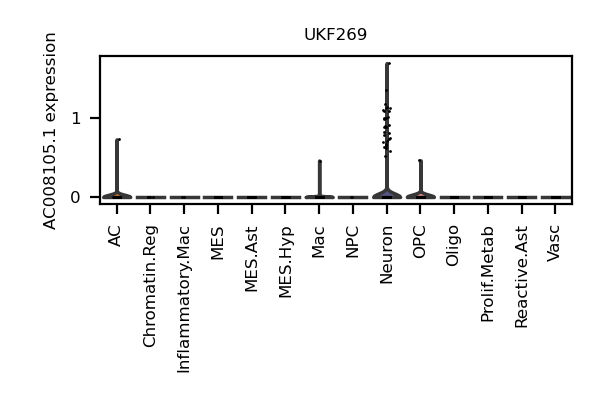 UKF269
AC008105.1 expression
1
0
AC
Chromatin.Reg
Inflammatory.Mac
MES
MES.Ast
MES.Hyp
Mac
NPC
Neuron
OPC
Oligo
Prolif.Metab
Reactive.Ast
Vasc